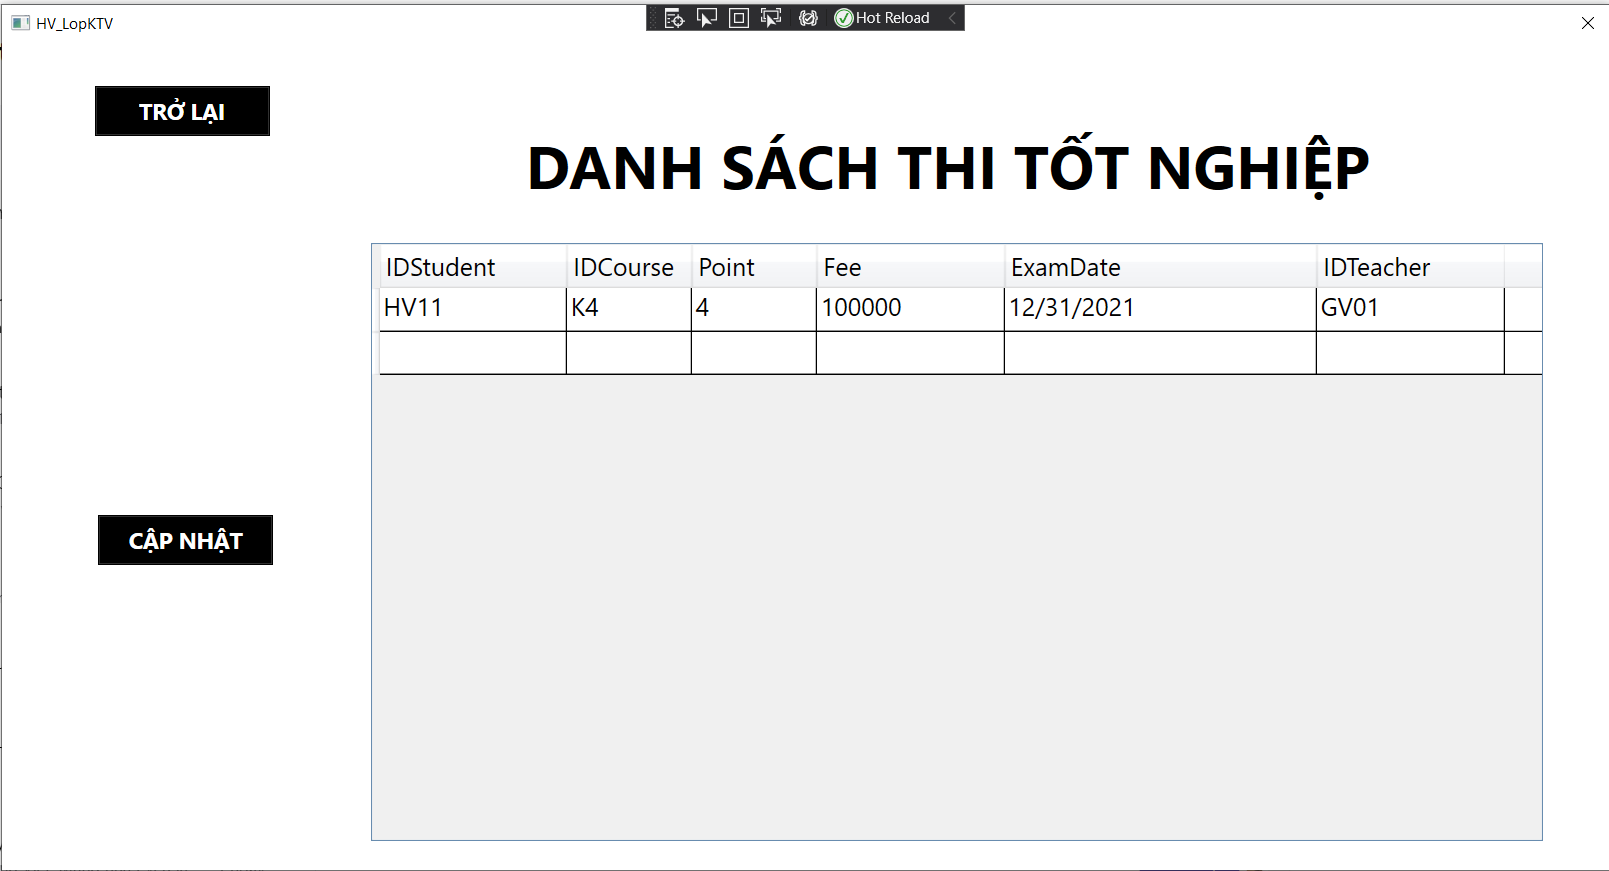 HV_LopKTV
Hot Reload
TRỞ LẠI
DANH SÁCH THI TỐT NGHIỆP
IDStudent IDCourse Point Fee ExamDate IDTeacher
HV11 K4 4 100000 12/31/2021 GV01
CẬP NHẬT